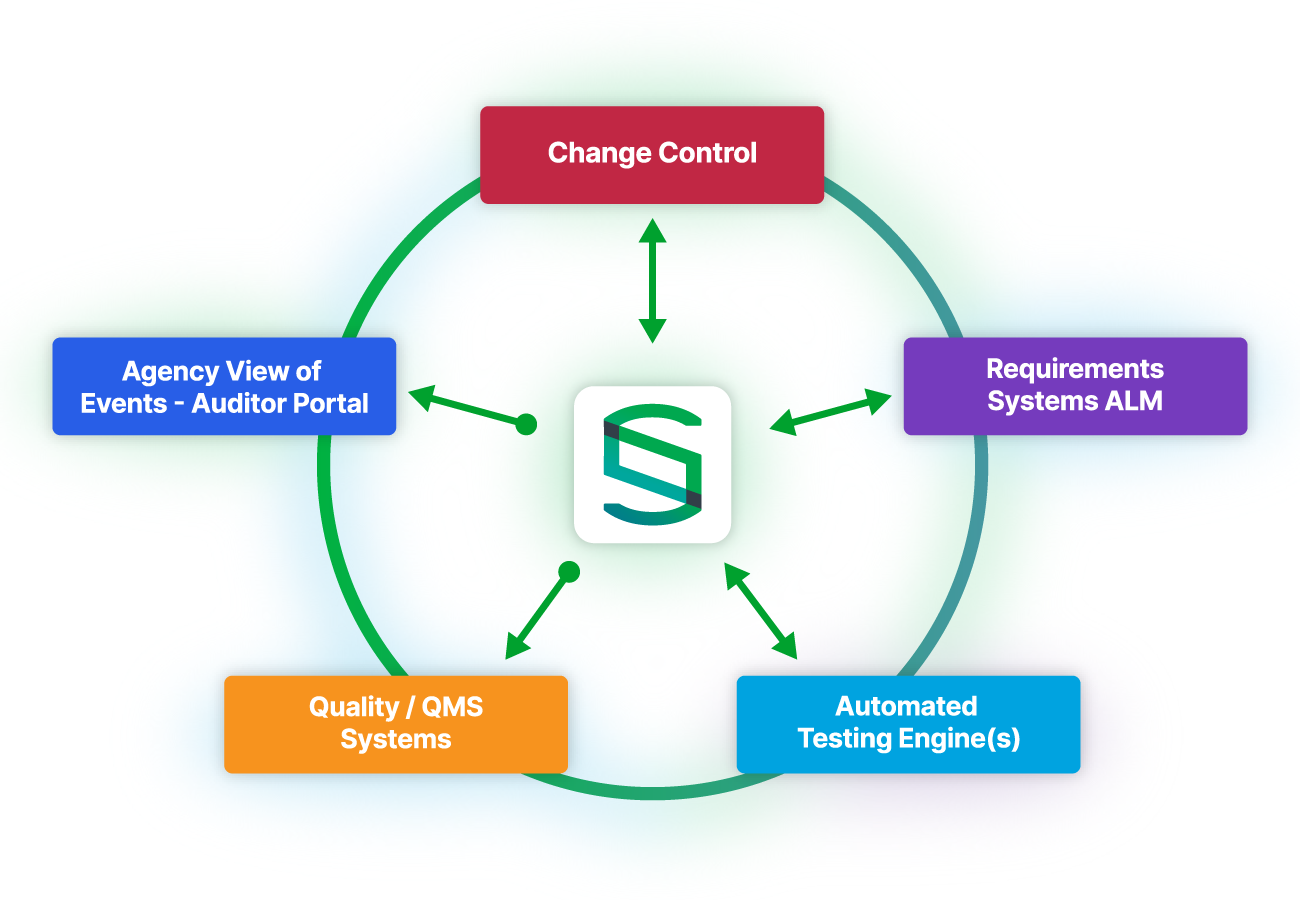 Change Control
Agency View of
Events - Auditor Portal
Requirements
Systems ALM
Quality / QMS
Systems
Automated
Testing Engine(s)